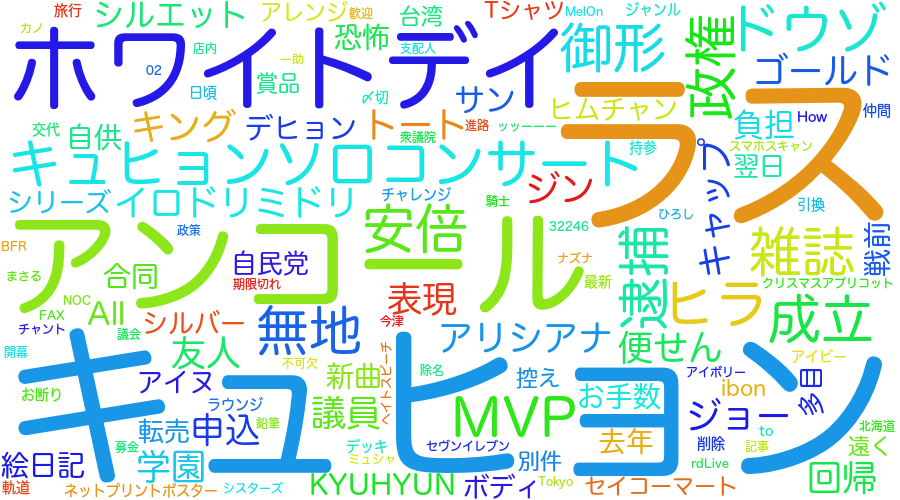 カノ
旅行
シルエット
アレンジ
歓迎
台湾
Tシャツ
MelOn
ジャンル
ドウゾ
ホワイトデイ
店内
恐怖
支配人
御形
政権
一助
02
日頃
賞品
〆切
サン
ヒムチャン
ゴールド
ラス
交代
自供
キング
デヒョン
トート
進路
衆議院
ッッーーー
負担
How
仲間
スマホスキャン
キュヒョンソロコンサート
持参
翌日
キャップ
シリーズ
イロドリミドリ
チャレンジ
ジン
騎士
引換
ひろし
政策
32246
アンコール
安倍
逮捕
雑誌
戦前
BFR
まさる
合同
自民党
期限切れ
ナズナ
最新
クリスマスアプリコット
NOC
FAX
All
チャント
議会
シルバー
無地
表現
今津
ヒラ
成立
開幕
友人
不可欠
ヘイトスピーチ
アリシアナ
便せん
アイビー
お断り
アイヌ
新曲
除名
控え
お手数
アイボリー
ibon
多目
キュヒョン
ラウンジ
鉛筆
議員
MVP
ジョー
転売
申込
募金
デッキ
セヴンイレブン
去年
削除
to
記事
北海道
遠く
絵日記
学園
ミュシャ
別件
rdLive
回帰
軌道
ネットプリントポスター
シスターズ
KYUHYUN
ボディ
Tokyo
セイコーマート